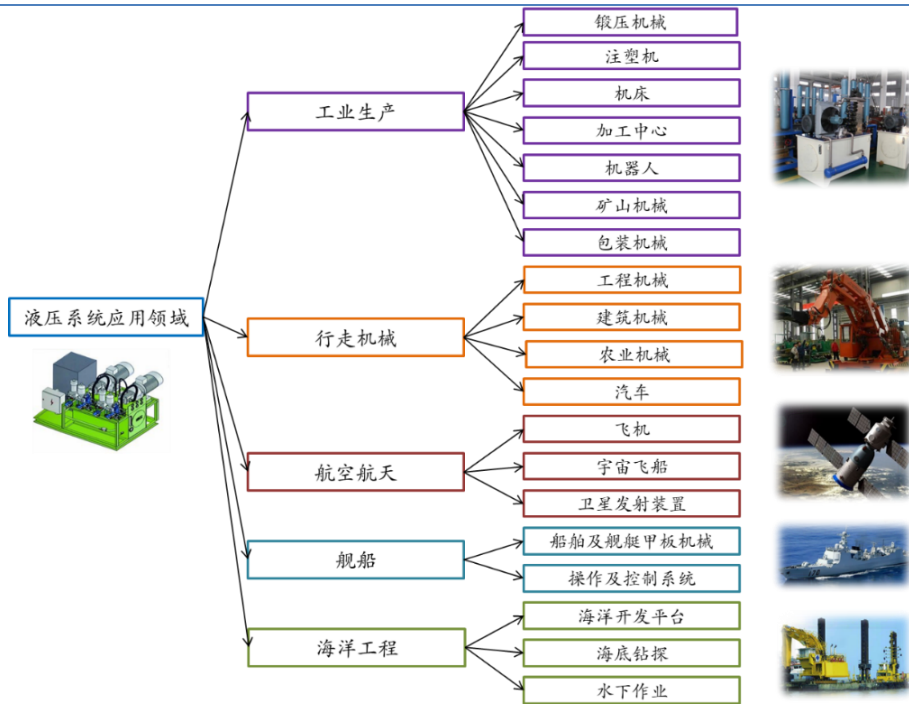 液压系统应用领域
工业生产
锻压机械
注塑机
机床
加工中心
机器人
矿山机械
包装机械
行走机械
工程机械
建筑机械
农业机械
汽车
航空航天
飞机
宇宙飞船
卫星发射装置
舰船
船舶及舰艇甲板机械
操作及控制系统
海洋工程
海洋开发平台
海底钻探
水下作业